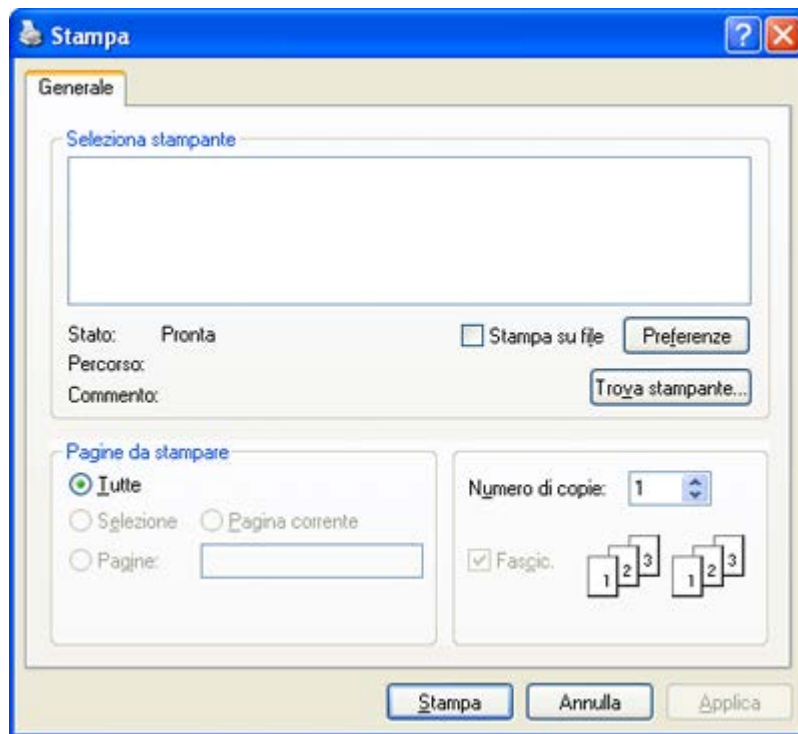 Stampa
Generale
Seleziona stampante
Stato: Pronta
Stampa su file Preferenze
Percorso:
Commento:
Trova stampante...
Pagine da stampare
Tutte
Selezione Pagina corrente
Pagine:
Numero di copie: 1
Fascic.
1 2 3 1 2 3
Stampa Annulla Applica